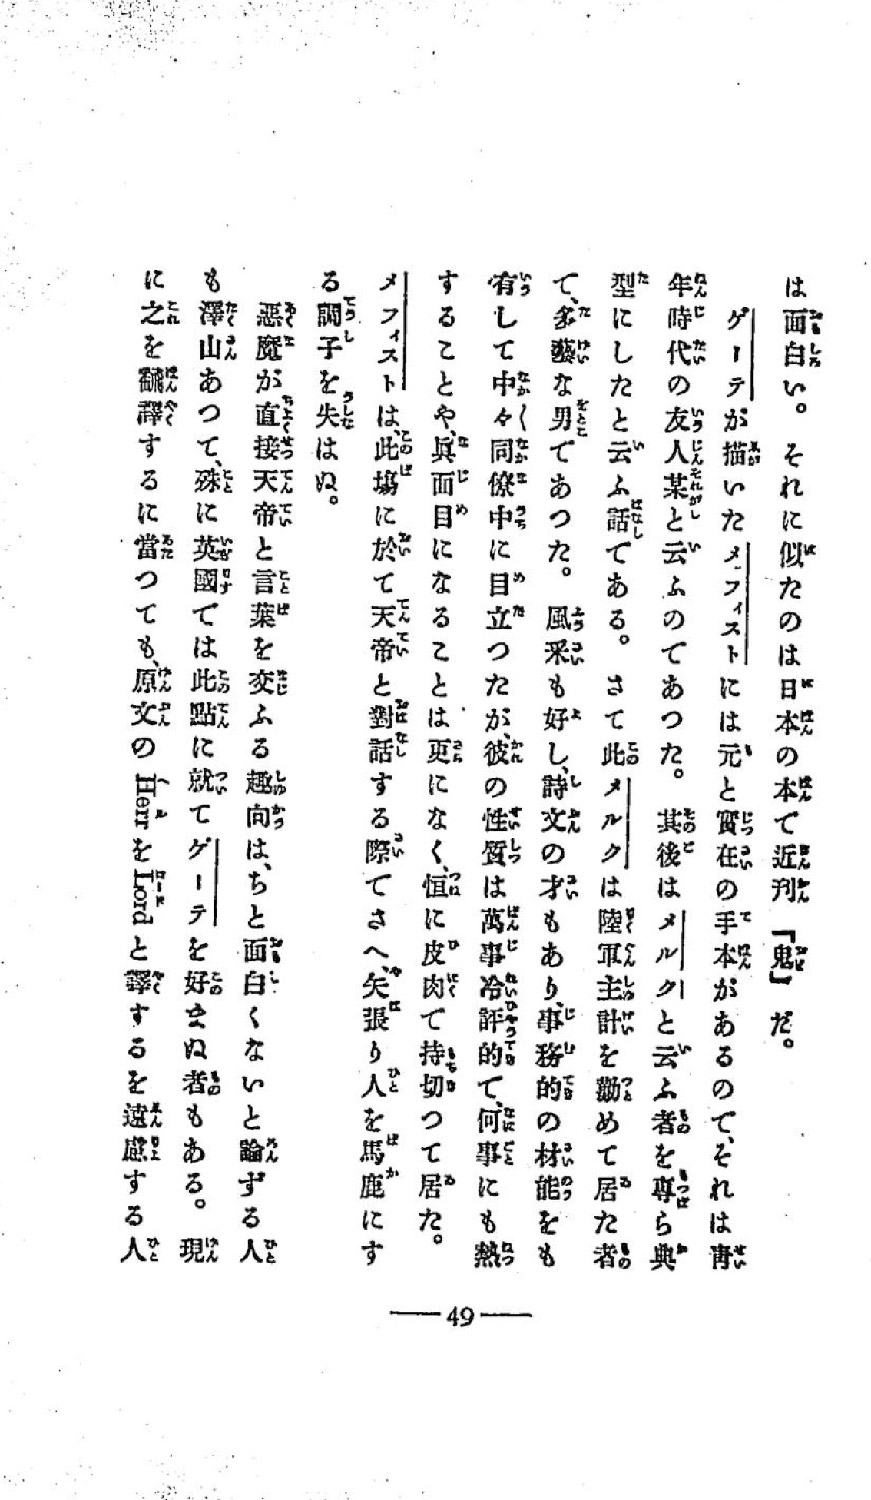 は面白い。それに似たのは日本の本で近刊『鬼』だ。
ゲーテが描いたメフィストには元と實在の手本があるので、それは靑
年時代の友人某と云ふのであつた。其後はメルクと云ふ者を專ら典
型にしたと云ふ話である。さて此メルクは陸軍主計を勤めて居た者
で、多藝な男であつた。風采も好し、詩文の才もあり、事務的の材能をも
有して中々同僚中に目立つたが、彼の性質は萬事冷評的で、何事にも熱
することや、眞面目になることは、更になく、恒に皮肉で持切つて居た。
メフィストは、此塲に於て天帝と對話する際でさへ、矢張り人を馬鹿にす
る調子を失はぬ。
惡魔が直接天帝と言葉を交ふる趣向は、ちと面白くないと論ずる人
も澤山あつて、殊に英國では此點に就てゲーテを好まぬ者もある。現
に之を飜譯するに當つても、原文のHerrをLordと譯するを遠慮する人
— 49 —